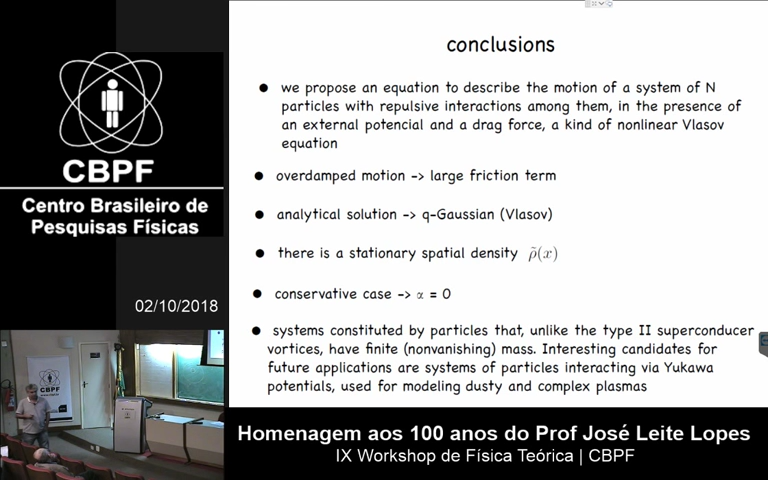 conclusions
we propose an equation to describe the motion of a system of N
particles with repulsive interactions among them, in the presence of
an external potencial and a drag force, a kind of nonlinear Vlasov
equation
overdamped motion -> large friction term
analytical solution -> q-Gaussian (Vlasov)
there is a stationary spatial density ρ̃(x)
conservative case -> α = 0
systems constituted by particles that, unlike the type II superconducer
vortices, have finite (nonvanishing) mass. Interesting candidates for
future applications are systems of particles interacting via Yukawa
potentials, used for modeling dusty and complex plasmas
CBPF
Centro Brasileiro de
Pesquisas Físicas
02/10/2018
CBPF
Homenagem aos 100 anos do Prof José Leite Lopes
IX Workshop de Física Teórica | CBPF